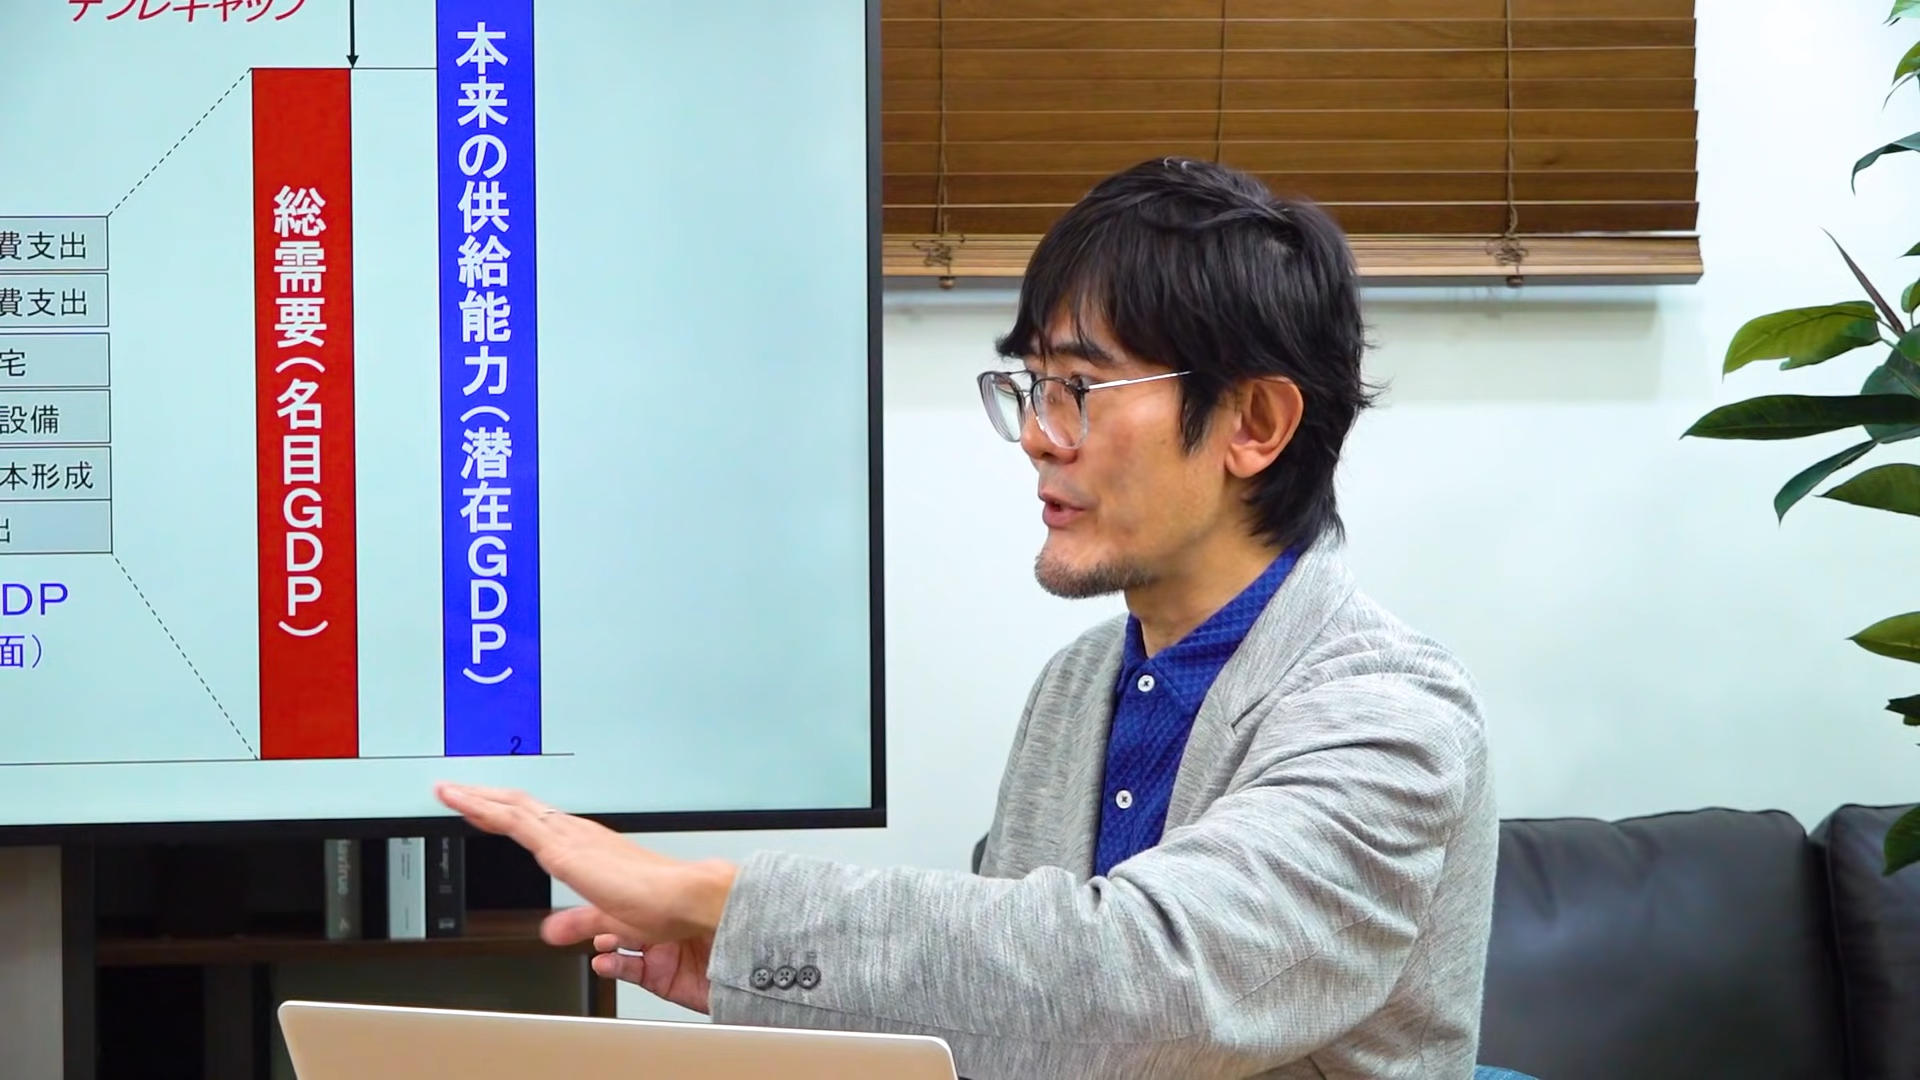 デフレギャップ
費支出
費支出
宅
設備
本形成
出
DP
面）
総需要（名目GDP）
本来の供給能力（潜在GDP）
2